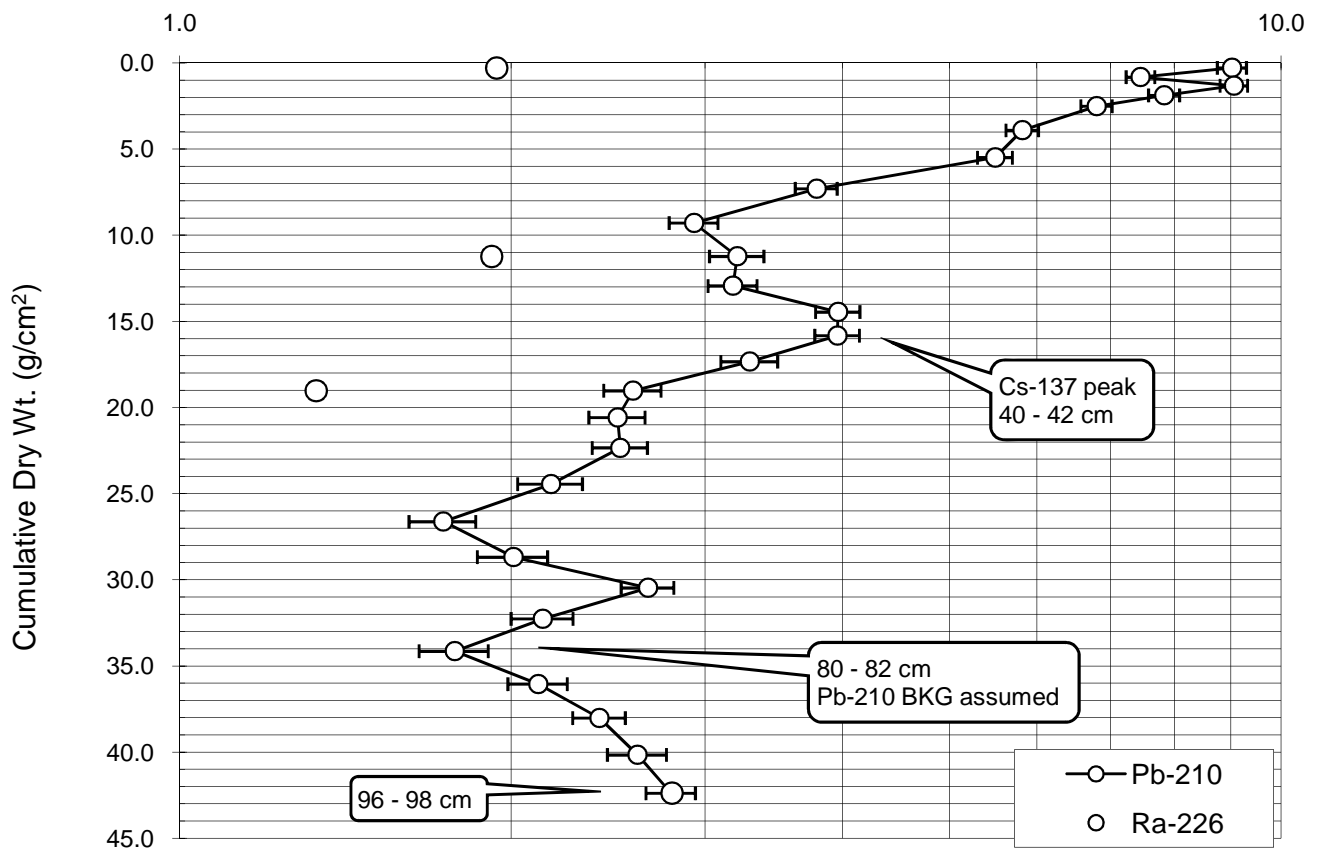 1.0 10.0
0.0
5.0
10.0
15.0
20.0
25.0
30.0
35.0
40.0
45.0
Cumulative Dry Wt. (g/cm²)
Cs-137 peak
40 - 42 cm
80 - 82 cm
Pb-210 BKG assumed
96 - 98 cm
Pb-210
Ra-226